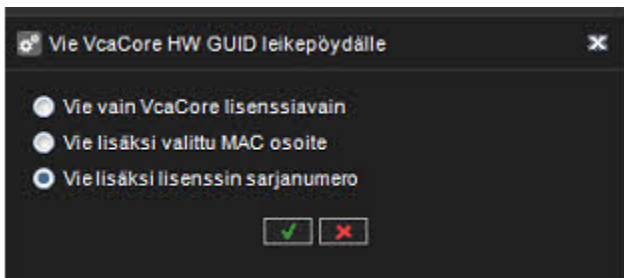 Vie VcaCore HW GUID leikepöydälle
Vie vain VcaCore lisenssiavain
Vie lisäksi valittu MAC osoite
Vie lisäksi lisenssin sarjanumero